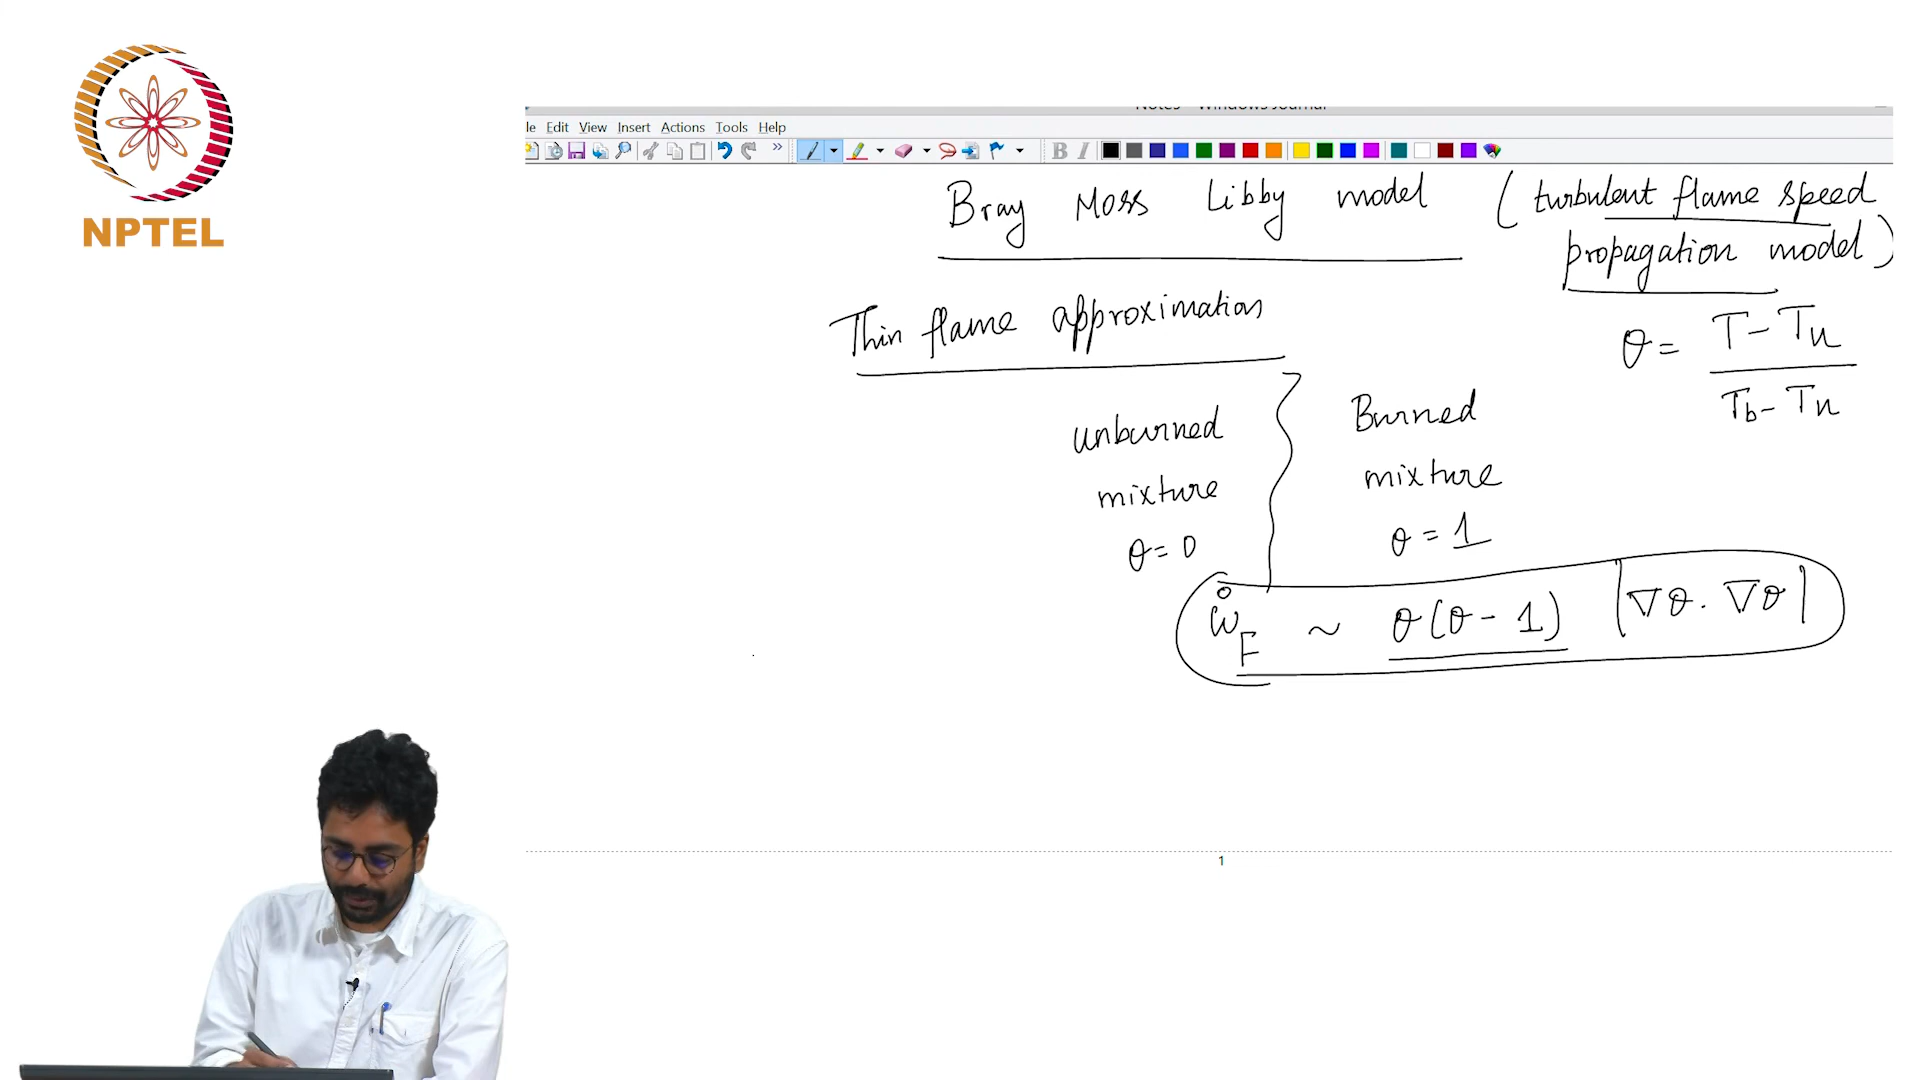 NPTEL
Edit View Insert Actions Tools Help
Bray Moss Libby model (turbulent flame speed
propagation model)
Thin flame approximation
θ = T - Tu
Tb - Tu
unburned
mixture
θ = 0
Burned
mixture
θ = 1
ω̇F ~ θ(θ - 1) |∇θ . ∇θ|
1